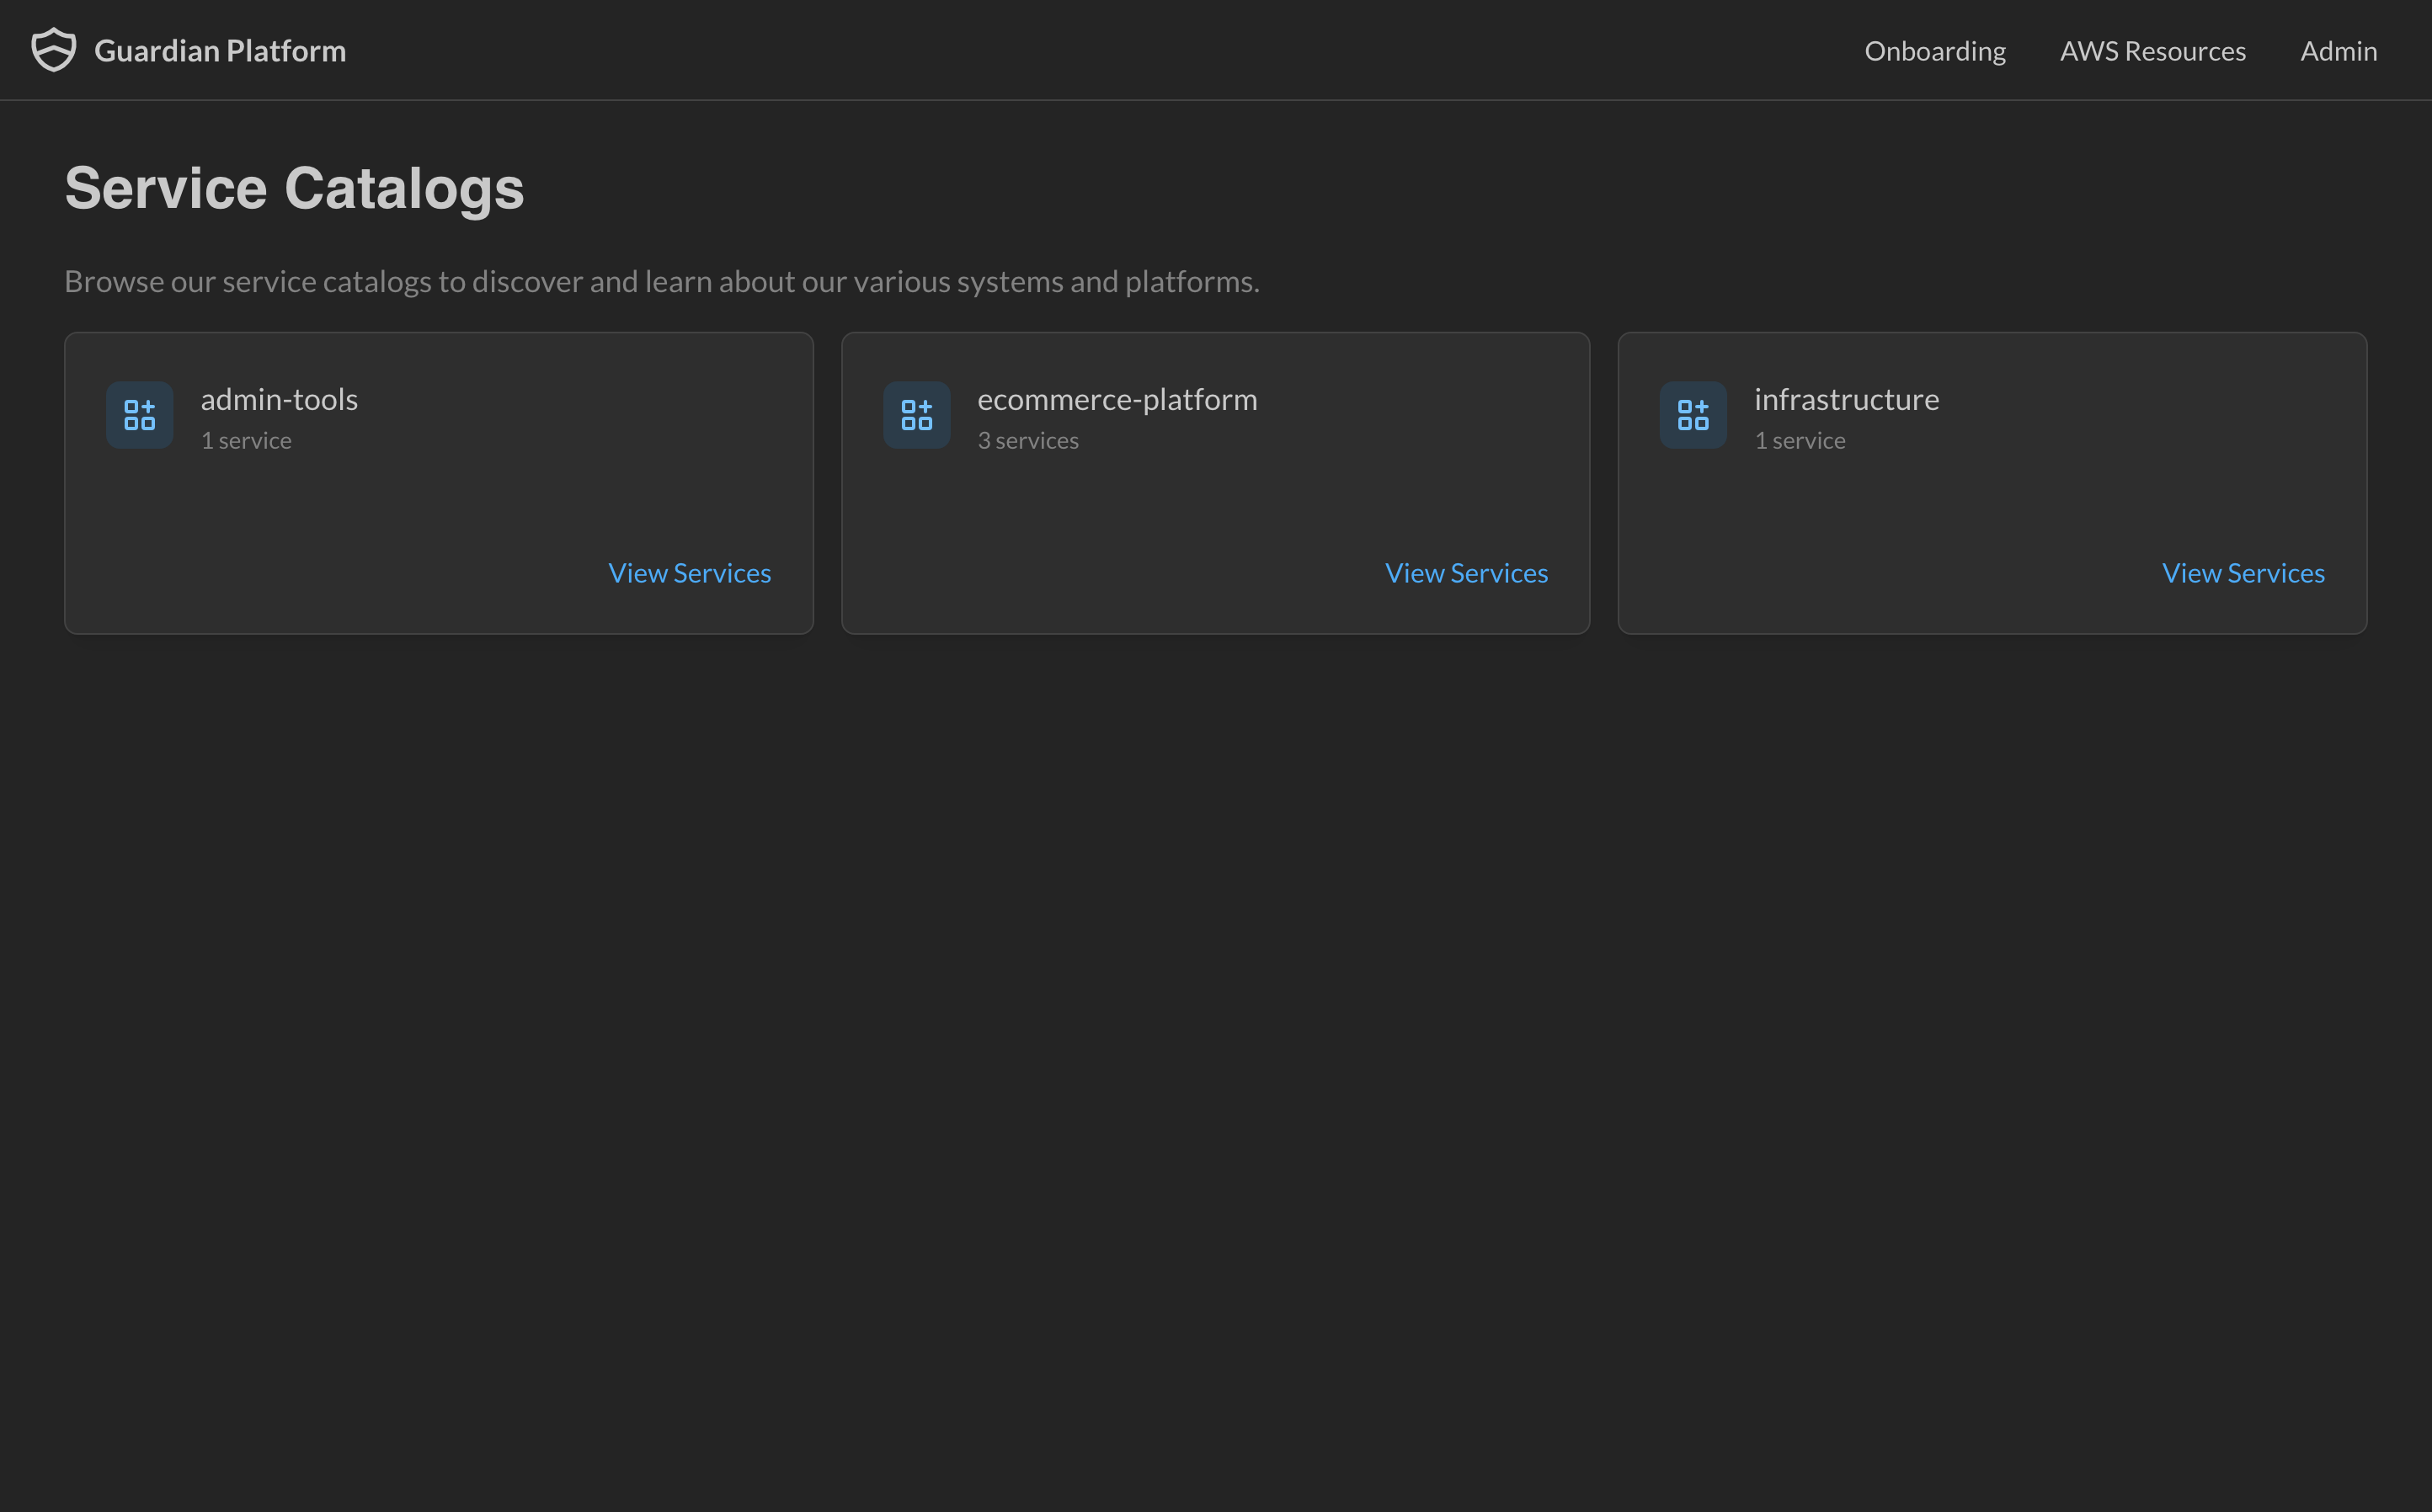 Guardian Platform
Onboarding
AWS Resources
Admin
Service Catalogs
Browse our service catalogs to discover and learn about our various systems and platforms.
admin-tools
1 service
View Services
ecommerce-platform
3 services
View Services
infrastructure
1 service
View Services